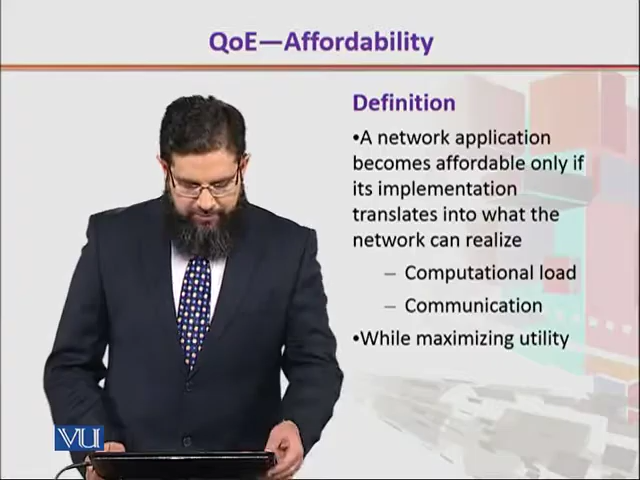 QoE—Affordability
Definition
•A network application
becomes affordable only if
its implementation
translates into what the
network can realize
– Computational load
– Communication
•While maximizing utility
VU